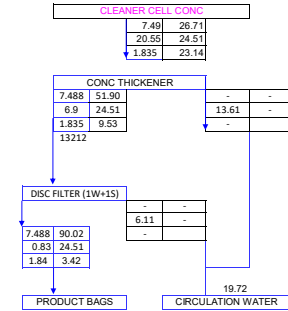 CLEANER CELL CONC
7.49 26.71
20.55 24.51
1.835 23.14
CONC THICKENER
7.488 51.90 - -
6.9 24.51 13.61 -
1.835 9.53 -
13212
DISC FILTER (1W+1S)
- -
6.11 -
-
7.488 90.02
0.83 24.51
1.84 3.42
19.72
PRODUCT BAGS CIRCULATION WATER